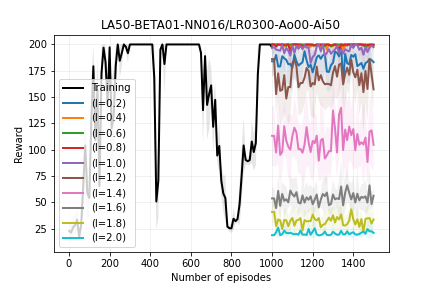 LA50-BETA01-NN016/LR0300-Ao00-Ai50
200
175
150
125
100
75
50
25
Reward
Training
(l=0.2)
(l=0.4)
(l=0.6)
(l=0.8)
(l=1.0)
(l=1.2)
(l=1.4)
(l=1.6)
(l=1.8)
(l=2.0)
0 200 400 600 800 1000 1200 1400
Number of episodes